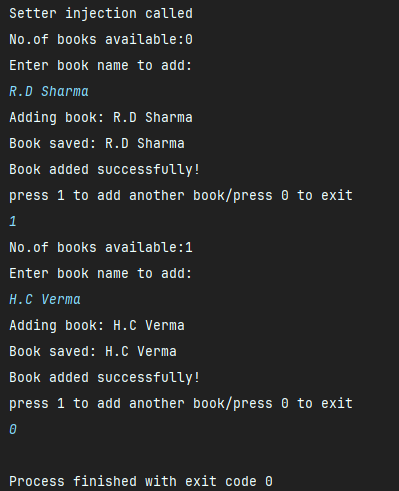 Setter injection called
No.of books available:0
Enter book name to add:
R.D Sharma
Adding book: R.D Sharma
Book saved: R.D Sharma
Book added successfully!
press 1 to add another book/press 0 to exit
1
No.of books available:1
Enter book name to add:
H.C Verma
Adding book: H.C Verma
Book saved: H.C Verma
Book added successfully!
press 1 to add another book/press 0 to exit
0
Process finished with exit code 0